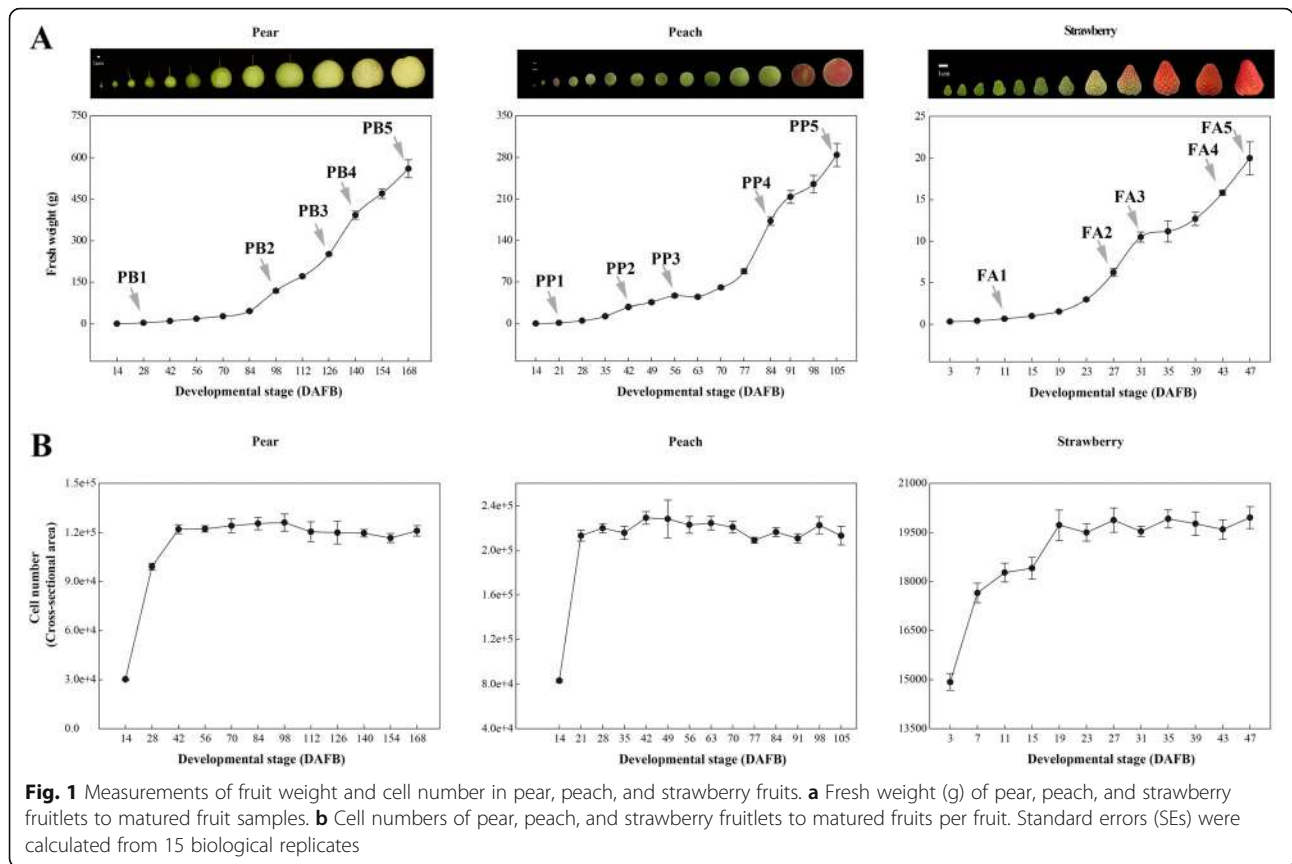 A
Pear
Peach
Strawberry
1cm
1cm
750
600
450
300
150
0
Fresh weight (g)
PB1
PB2
PB3
PB4
PB5
14 28 42 56 70 84 98 112 126 140 154 168
Developmental stage (DAFB)
350
280
210
140
70
0
PP1
PP2
PP3
PP4
PP5
14 21 28 35 42 49 56 63 70 77 84 91 98 105
Developmental stage (DAFB)
25
20
15
10
5
0
FA1
FA2
FA3
FA4
FA5
3 7 11 15 19 23 27 31 35 39 43 47
Developmental stage (DAFB)
B
Pear
Peach
Strawberry
1.5e+5
1.2e+5
9.0e+4
6.0e+4
3.0e+4
0.0
Cell number
(Cross-sectional area)
14 28 42 56 70 84 98 112 126 140 154 168
Developmental stage (DAFB)
2.4e+5
2.0e+5
1.6e+5
1.2e+5
8.0e+4
4.0e+4
14 21 28 35 42 49 56 63 70 77 84 91 98 105
Developmental stage (DAFB)
21000
19500
18000
16500
15000
13500
3 7 11 15 19 23 27 31 35 39 43 47
Developmental stage (DAFB)
Fig. 1 Measurements of fruit weight and cell number in pear, peach, and strawberry fruits. a Fresh weight (g) of pear, peach, and strawberry
fruitlets to matured fruit samples. b Cell numbers of pear, peach, and strawberry fruitlets to matured fruits per fruit. Standard errors (SEs) were
calculated from 15 biological replicates